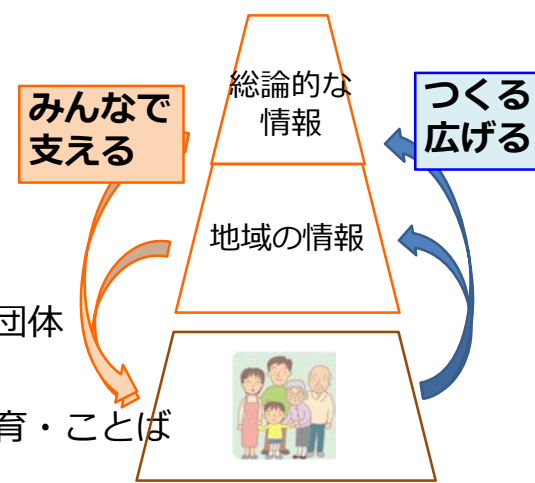 総論的な
情報
みんなで
支える
つくる
広げる
地域の情報
団体
育・ことば